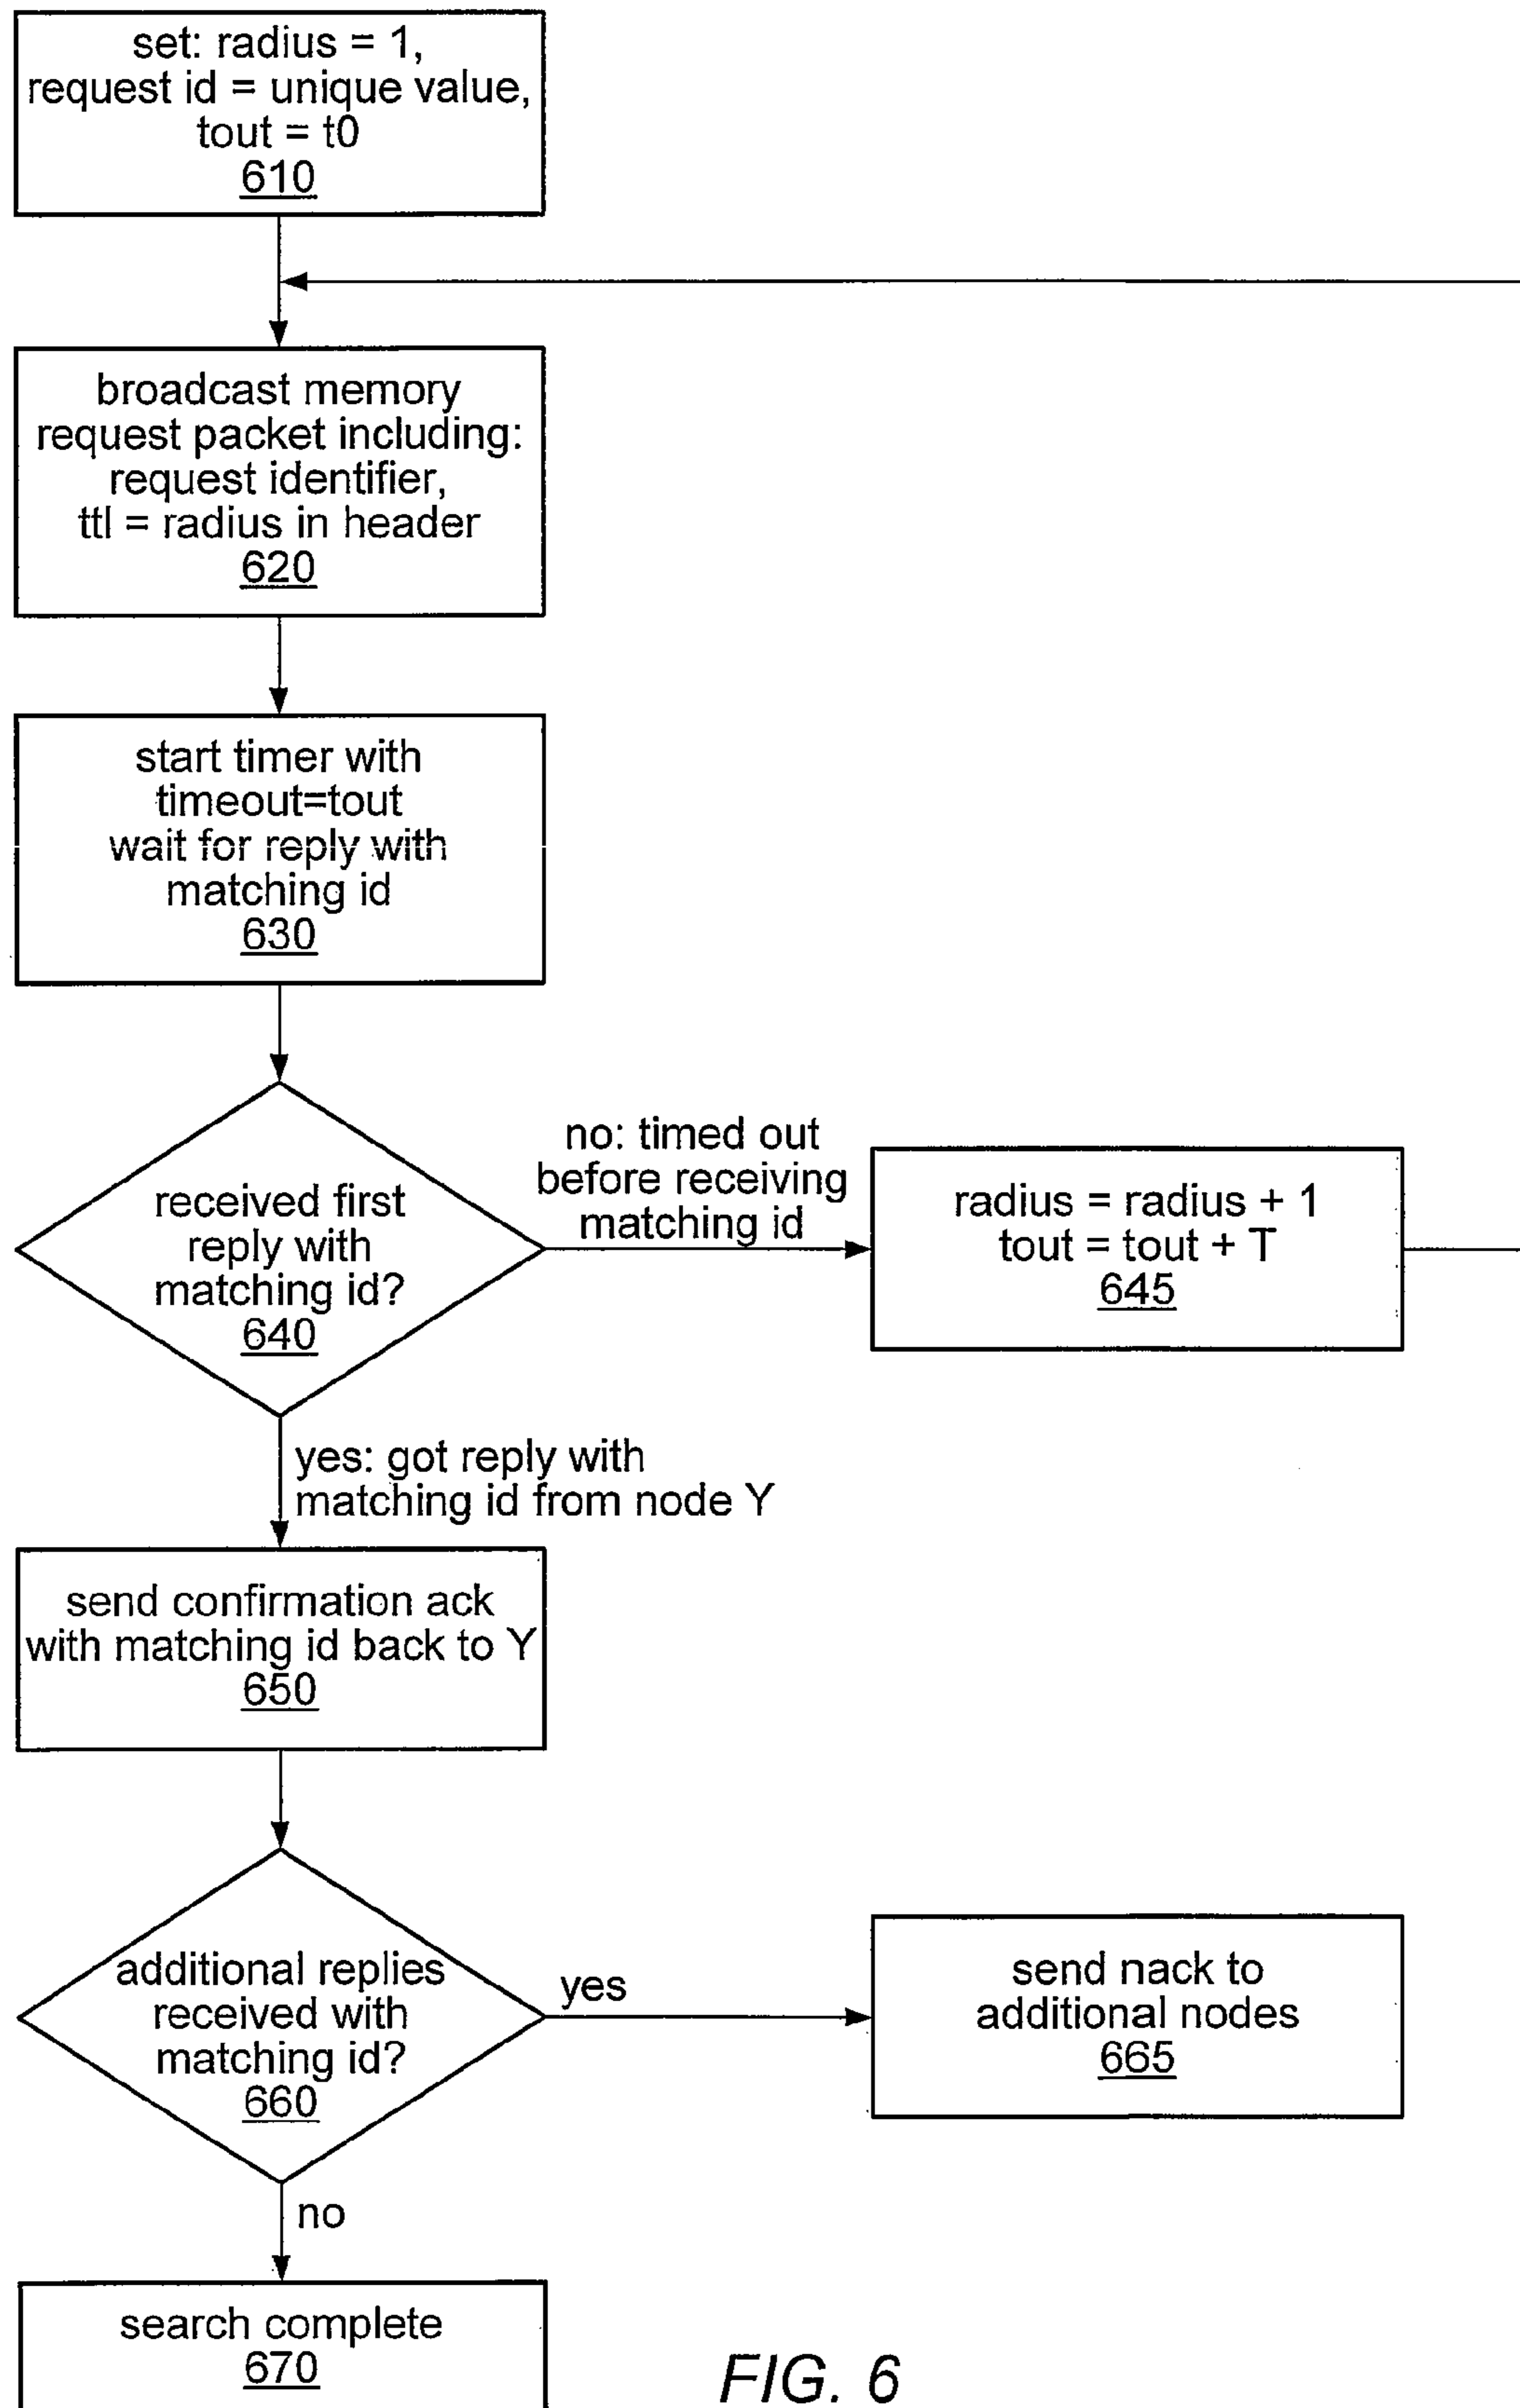 set: radius = 1,
request id = unique value,
tout = t0
610
broadcast memory
request packet including:
request identifier,
ttl = radius in header
620
start timer with
timeout=tout
wait for reply with
matching id
630
received first
reply with
matching id?
640
no: timed out
before receiving
matching id
radius = radius + 1
tout = tout + T
645
yes: got reply with
matching id from node Y
send confirmation ack
with matching id back to Y
650
additional replies
received with
matching id?
660
yes
send nack to
additional nodes
665
no
search complete
670
FIG. 6